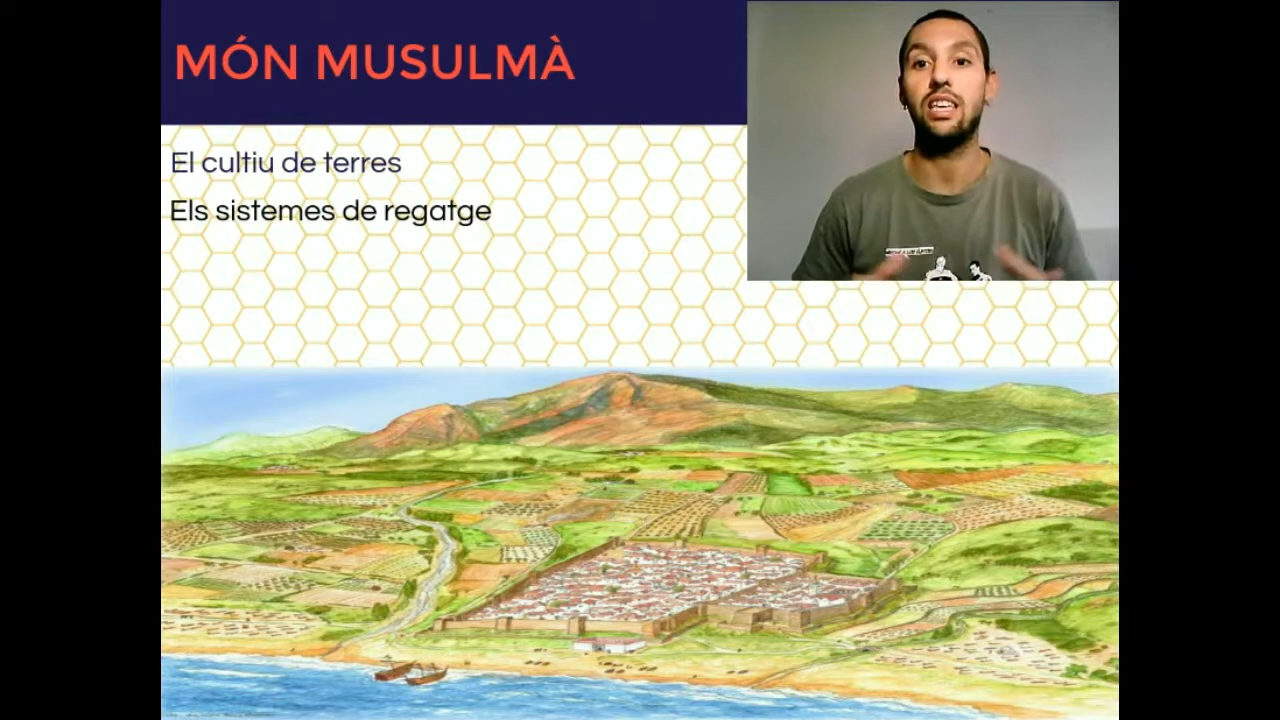 MÓN MUSULMÀ
El cultiu de terres
Els sistemes de regatge